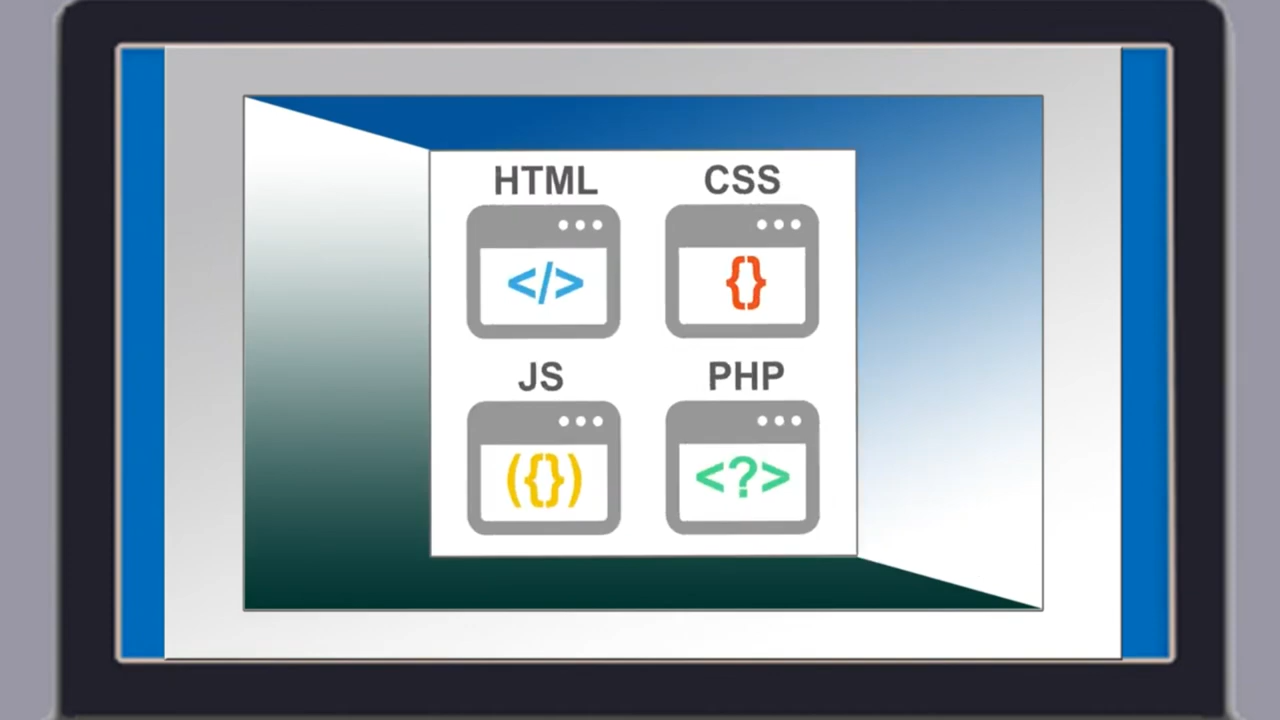 HTML CSS
</>
{}
JS PHP
({})
<?>